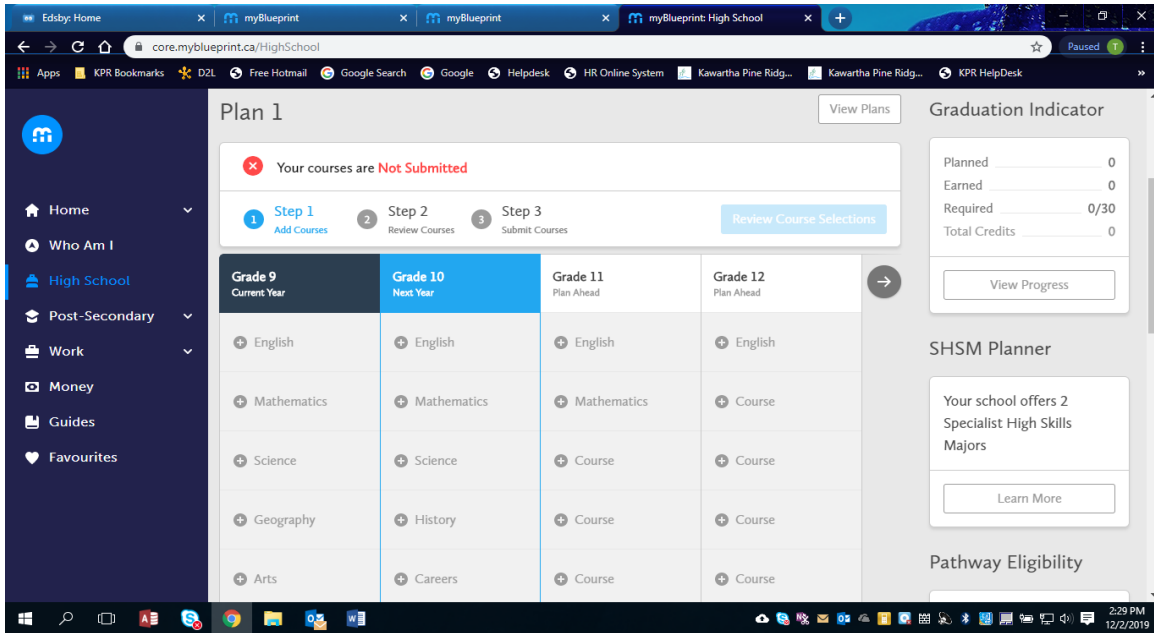 Edsby: Home
myBlueprint
myBlueprint
myBlueprint: High School
core.myblueprint.ca/HighSchool
Paused
T
Apps
KPR Bookmarks
D2L
Free Hotmail
Google Search
Google
Helpdesk
HR Online System
Kawartha Pine Ridg...
Kawartha Pine Ridg...
KPR HelpDesk
»
m
Home
Who Am I
High School
Post-Secondary
Work
Money
Guides
Favourites
Plan 1
View Plans
Your courses are Not Submitted
1
Step 1
Add Courses
2
Step 2
Review Courses
3
Step 3
Submit Courses
Review Course Selections
Grade 9
Current Year
Grade 10
Next Year
Grade 11
Plan Ahead
Grade 12
Plan Ahead
English
English
English
English
Mathematics
Mathematics
Mathematics
Course
Science
Science
Course
Course
Geography
History
Course
Course
Arts
Careers
Course
Course
Graduation Indicator
Planned 0
Earned 0
Required 0/30
Total Credits 0
View Progress
SHSM Planner
Your school offers 2
Specialist High Skills
Majors
Learn More
Pathway Eligibility
2:29 PM
12/2/2019